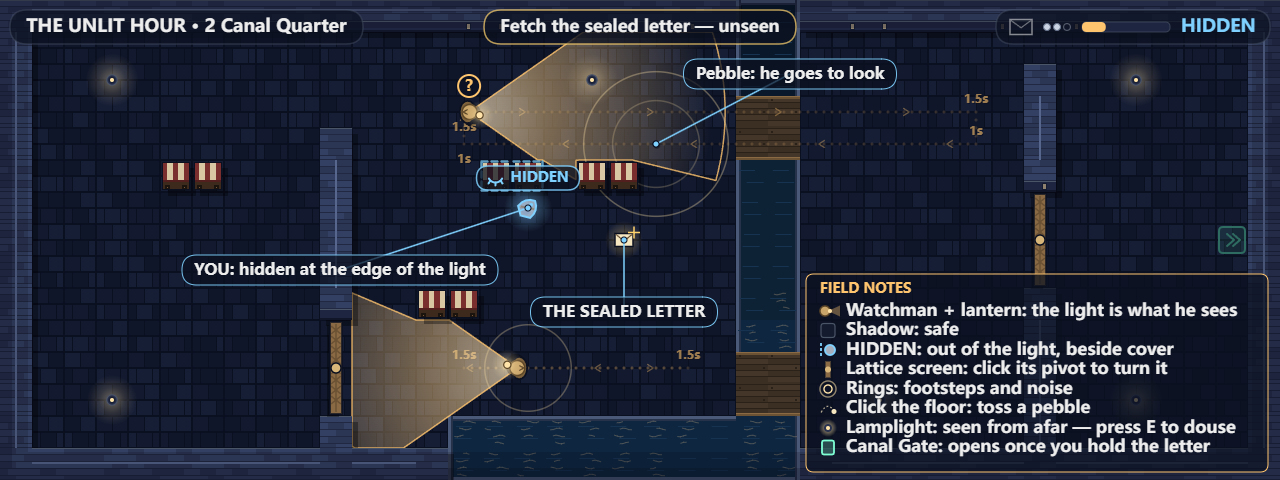 THE UNLIT HOUR • 2 Canal Quarter
Fetch the sealed letter — unseen
HIDDEN
?
Pebble: he goes to look
1.5s
1.5s
1s
1s
HIDDEN
YOU: hidden at the edge of the light
THE SEALED LETTER
1.5s
1.5s
FIELD NOTES
Watchman + lantern: the light is what he sees
Shadow: safe
HIDDEN: out of the light, beside cover
Lattice screen: click its pivot to turn it
Rings: footsteps and noise
Click the floor: toss a pebble
Lamplight: seen from afar — press E to douse
Canal Gate: opens once you hold the letter